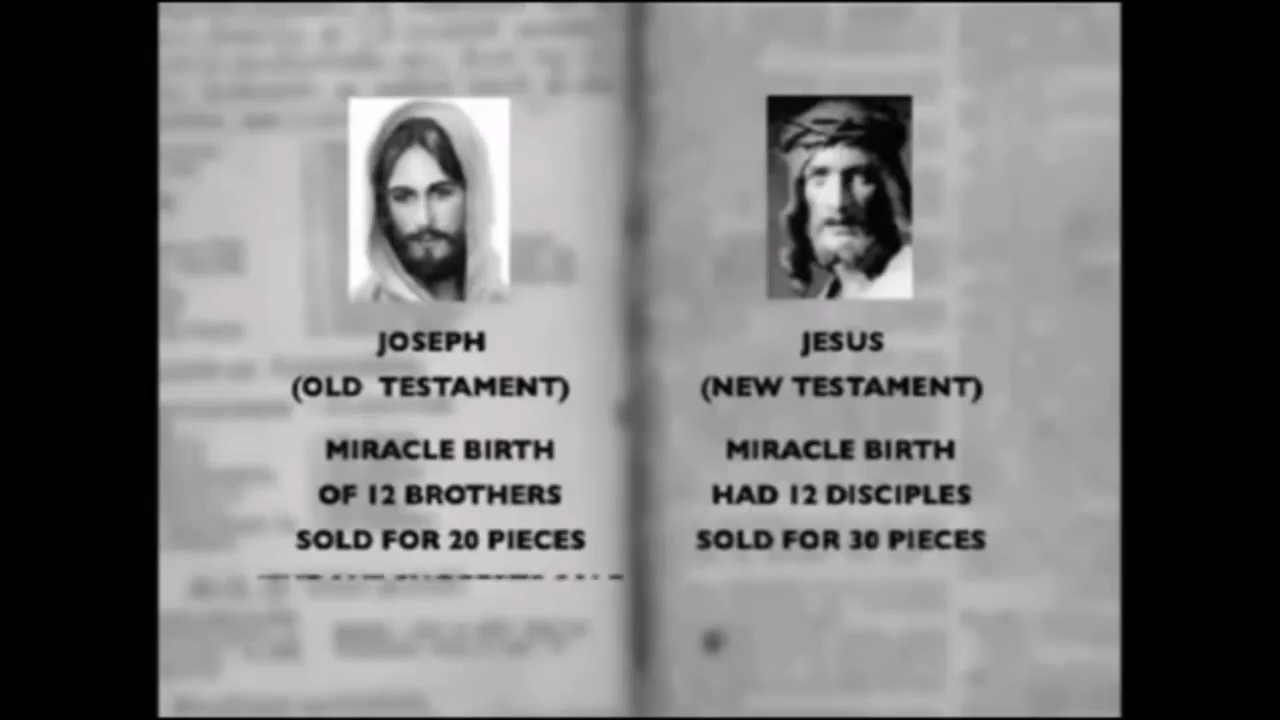 JOSEPH
(OLD TESTAMENT)
MIRACLE BIRTH
OF 12 BROTHERS
SOLD FOR 20 PIECES
JESUS
(NEW TESTAMENT)
MIRACLE BIRTH
HAD 12 DISCIPLES
SOLD FOR 30 PIECES